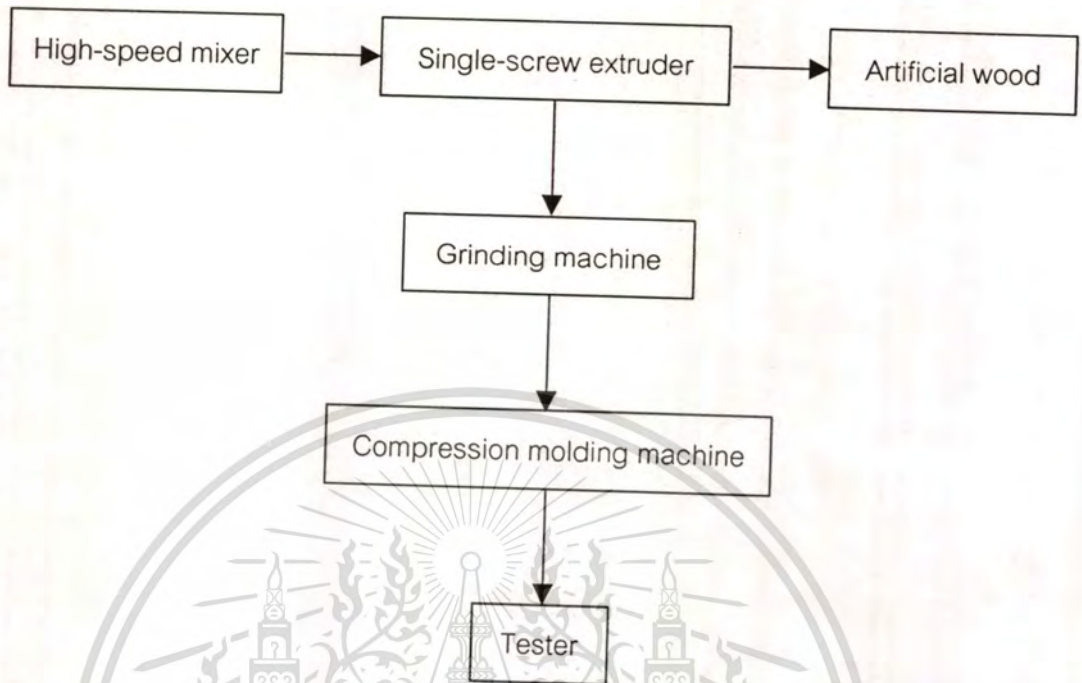 High-speed mixer
Single-screw extruder
Artificial wood
Grinding machine
Compression molding machine
Tester